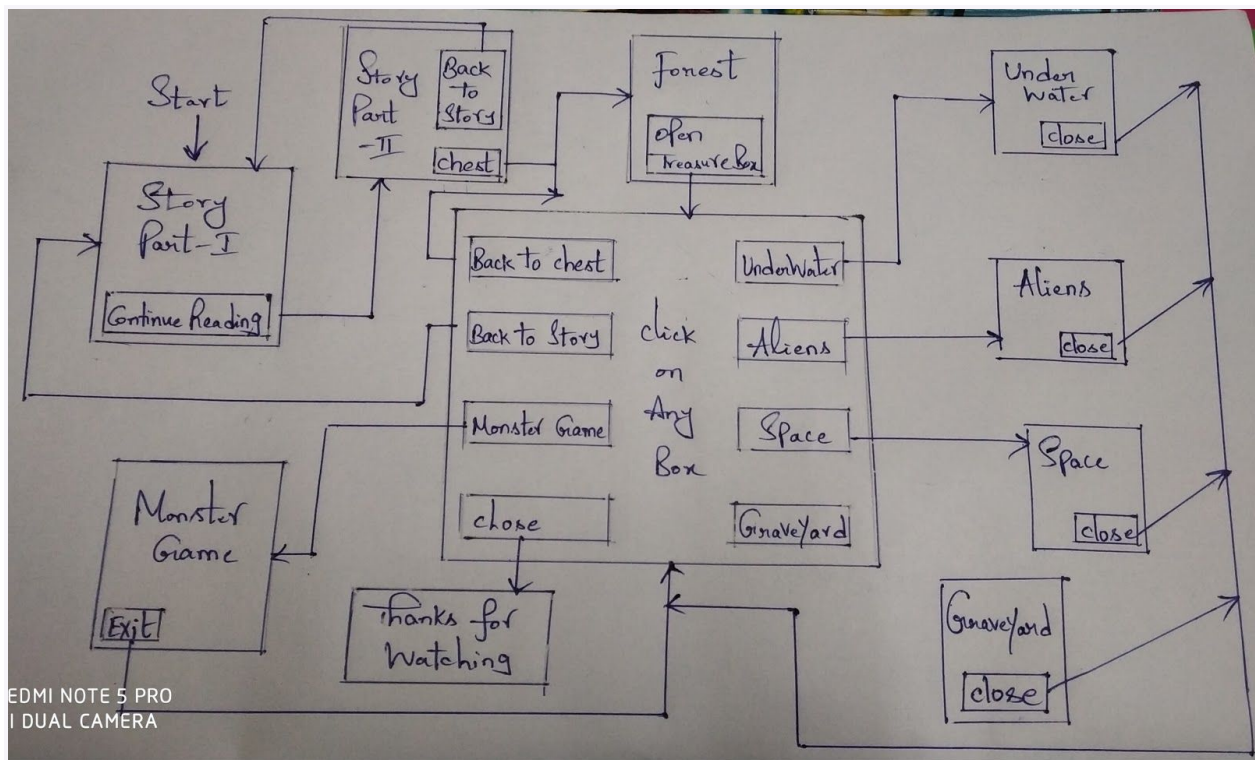 Start
Story
Part-I
Continue Reading
Story
Part
-II
Back
to
Story
chest
Forest
open
treasure Box
Under
Water
close
Back to chest
Back to Story
Monster Game
close
click
on
Any
Box
UnderWater
Aliens
Space
GraveYard
Aliens
close
Space
close
GraveYard
close
Monster
Game
Exit
Thanks for
Watching
EDMI NOTE 5 PRO
I DUAL CAMERA